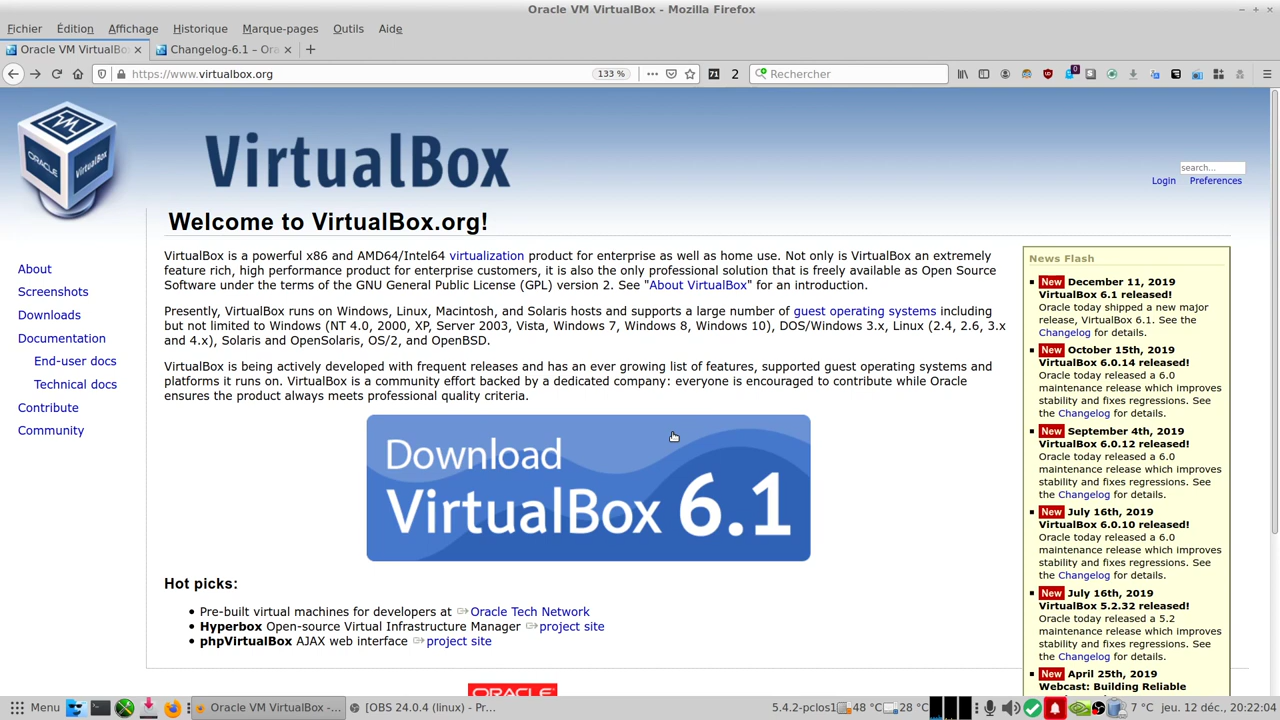 Oracle VM VirtualBox - Mozilla Firefox
Fichier Édition Affichage Historique Marque-pages Outils Aide
Oracle VM VirtualBo × Changelog-6.1 – Ora × +
https://www.virtualbox.org 133 % 71 2 Rechercher 0
ORACLE VirtualBox
VirtualBox
search...
Login Preferences
Welcome to VirtualBox.org!
About
Screenshots
Downloads
Documentation
End-user docs
Technical docs
Contribute
Community
VirtualBox is a powerful x86 and AMD64/Intel64 virtualization product for enterprise as well as home use. Not only is VirtualBox an extremely
feature rich, high performance product for enterprise customers, it is also the only professional solution that is freely available as Open Source
Software under the terms of the GNU General Public License (GPL) version 2. See "About VirtualBox" for an introduction.
Presently, VirtualBox runs on Windows, Linux, Macintosh, and Solaris hosts and supports a large number of guest operating systems including
but not limited to Windows (NT 4.0, 2000, XP, Server 2003, Vista, Windows 7, Windows 8, Windows 10), DOS/Windows 3.x, Linux (2.4, 2.6, 3.x
and 4.x), Solaris and OpenSolaris, OS/2, and OpenBSD.
VirtualBox is being actively developed with frequent releases and has an ever growing list of features, supported guest operating systems and
platforms it runs on. VirtualBox is a community effort backed by a dedicated company: everyone is encouraged to contribute while Oracle
ensures the product always meets professional quality criteria.
Download
VirtualBox 6.1
Hot picks:
Pre-built virtual machines for developers at Oracle Tech Network
Hyperbox Open-source Virtual Infrastructure Manager project site
phpVirtualBox AJAX web interface project site
ORACLE
News Flash
New December 11, 2019
VirtualBox 6.1 released!
Oracle today shipped a new major
release, VirtualBox 6.1. See the
Changelog for details.
New October 15th, 2019
VirtualBox 6.0.14 released!
Oracle today released a 6.0
maintenance release which improves
stability and fixes regressions. See
the Changelog for details.
New September 4th, 2019
VirtualBox 6.0.12 released!
Oracle today released a 6.0
maintenance release which improves
stability and fixes regressions. See
the Changelog for details.
New July 16th, 2019
VirtualBox 6.0.10 released!
Oracle today released a 6.0
maintenance release which improves
stability and fixes regressions. See
the Changelog for details.
New July 16th, 2019
VirtualBox 5.2.32 released!
Oracle today released a 5.2
maintenance release which improves
stability and fixes regressions. See
the Changelog for details.
New April 25th, 2019
Webcast: Building Reliable
Menu Oracle VM VirtualBox -... [OBS 24.0.4 (linux) - Pr... 5.4.2-pclos1 48 °C 28 °C 7 °C jeu. 12 déc., 20:22:04